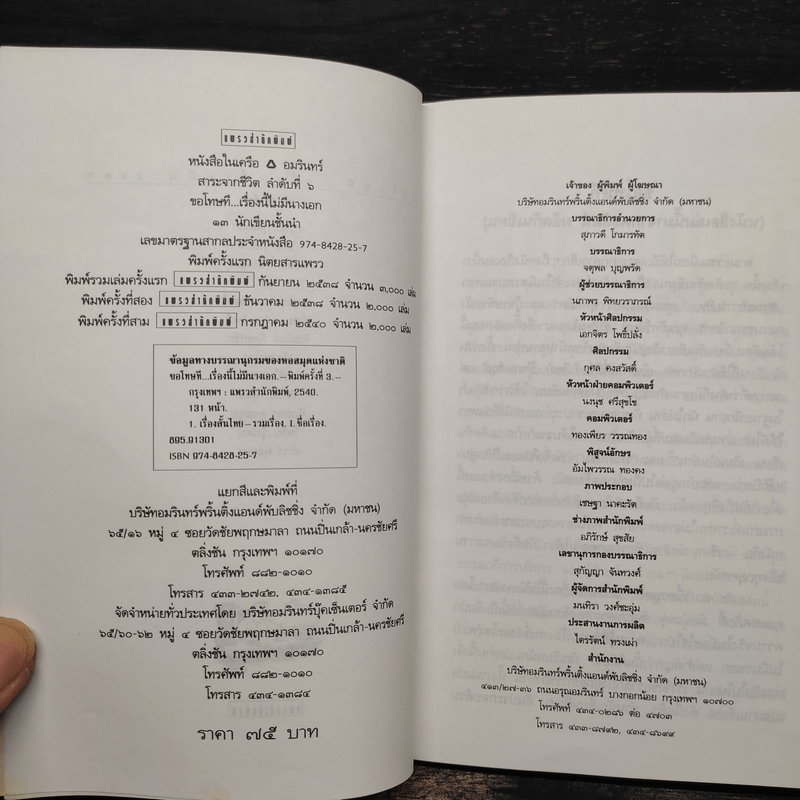 แพรวสำนักพิมพ์
หนังสือในเครือ อมรินทร์
สาระจากชีวิต ลำดับที่ ๖
ขอโทษที...เรื่องนี้ไม่มีนางเอก
๑๓ นักเขียนชั้นนำ
เลขมาตรฐานสากลประจำหนังสือ 974-8428-25-7
พิมพ์ครั้งแรก นิตยสารแพรว
พิมพ์รวมเล่มครั้งแรก แพรวสำนักพิมพ์ กันยายน ๒๕๓๘ จำนวน ๓,๐๐๐ เล่ม
พิมพ์ครั้งที่สอง แพรวสำนักพิมพ์ ธันวาคม ๒๕๓๘ จำนวน ๒,๐๐๐ เล่ม
พิมพ์ครั้งที่สาม แพรวสำนักพิมพ์ กรกฎาคม ๒๕๔๐ จำนวน ๒,๐๐๐ เล่ม
ข้อมูลทางบรรณานุกรมของหอสมุดแห่งชาติ
ขอโทษที...เรื่องนี้ไม่มีนางเอก.--พิมพ์ครั้งที่ 3.--
กรุงเทพฯ : แพรวสำนักพิมพ์, 2540.
131 หน้า.
1. เรื่องสั้นไทย--รวมเรื่อง. I. ชื่อเรื่อง.
895.91301
ISBN 974-8428-25-7
แยกสีและพิมพ์ที่
บริษัทอมรินทร์พริ้นติ้งแอนด์พับลิชชิ่ง จำกัด (มหาชน)
๖๕/๑๖ หมู่ ๔ ซอยวัดชัยพฤกษมาลา ถนนปิ่นเกล้า-นครชัยศรี
ตลิ่งชัน กรุงเทพฯ ๑๐๑๗๐
โทรศัพท์ ๘๘๒-๑๐๑๐
โทรสาร ๔๓๓-๒๗๔๒, ๔๓๔-๑๓๘๕
จัดจำหน่ายทั่วประเทศโดย บริษัทอมรินทร์บุ๊คเซ็นเตอร์ จำกัด
๖๕/๖๐-๖๒ หมู่ ๔ ซอยวัดชัยพฤกษมาลา ถนนปิ่นเกล้า-นครชัยศรี
ตลิ่งชัน กรุงเทพฯ ๑๐๑๗๐
โทรศัพท์ ๘๘๒-๑๐๑๐
โทรสาร ๔๓๔-๑๓๘๔
ราคา ๗๕ บาท
เจ้าของ ผู้พิมพ์ ผู้โฆษณา
บริษัทอมรินทร์พริ้นติ้งแอนด์พับลิชชิ่ง จำกัด (มหาชน)
บรรณาธิการอำนวยการ
สุภาวดี โกมารทัต
บรรณาธิการ
จตุพล บุญพรัด
ผู้ช่วยบรรณาธิการ
นภาพร พิทยวราภรณ์
หัวหน้าศิลปกรรม
เอกจิตร โพธิ์ปลั่ง
ศิลปกรรม
กุศล คงสวัสดิ์
หัวหน้าฝ่ายคอมพิวเตอร์
นงนุช ศรีสุขโข
คอมพิวเตอร์
ทองเพียร วรรณทอง
พิสูจน์อักษร
อัมไพวรรณ ทองคง
ภาพประกอบ
เชษฐา นาคะวัต
ช่างภาพสำนักพิมพ์
อภิรักษ์ สุขสัย
เลขานุการกองบรรณาธิการ
สุกัญญา จันทวงศ์
ผู้จัดการสำนักพิมพ์
มนทิรา วงศ์ชะอุ่ม
ประสานงานการผลิต
ไตรรัตน์ ทรงเผ่า
สำนักงาน
บริษัทอมรินทร์พริ้นติ้งแอนด์พับลิชชิ่ง จำกัด (มหาชน)
๔๑๓/๒๗-๓๖ ถนนอรุณอมรินทร์ บางกอกน้อย กรุงเทพฯ ๑๐๗๐๐
โทรศัพท์ ๔๓๔-๐๒๘๖ ต่อ ๔๗๐๓
โทรสาร ๔๓๓-๘๗๙๒, ๔๓๔-๘๖๙๙